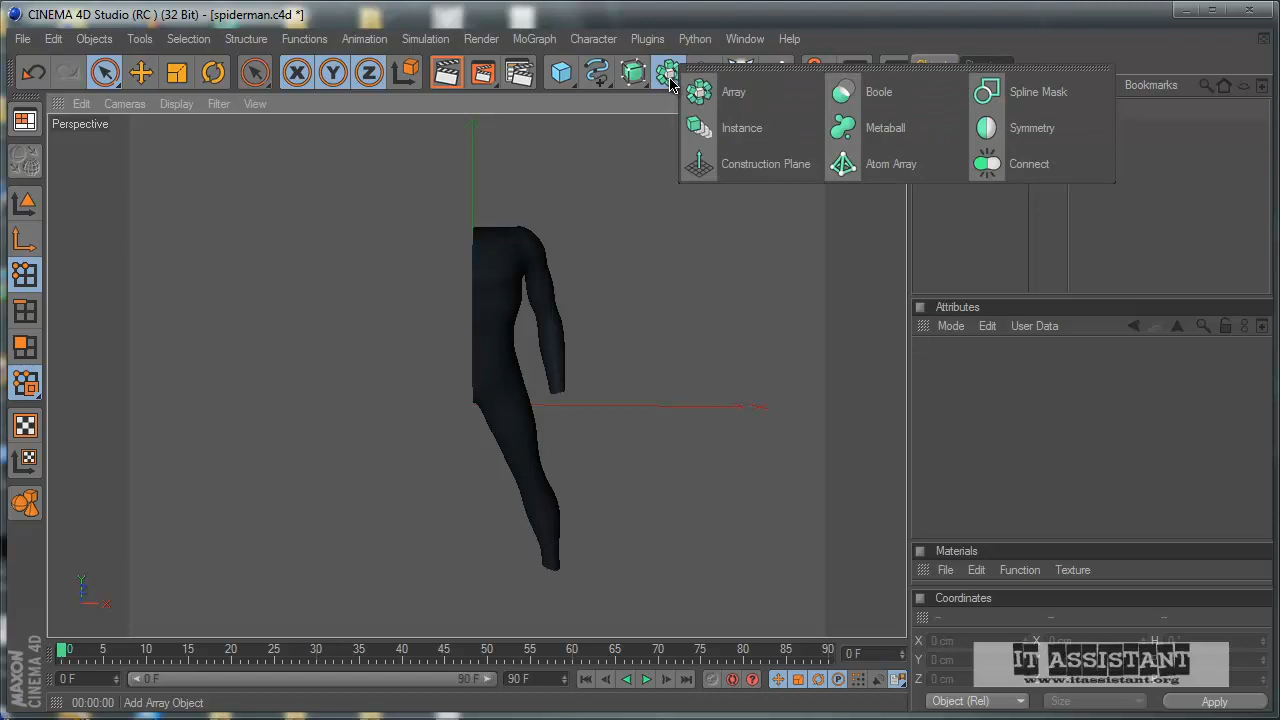 CINEMA 4D Studio (RC ) (32 Bit) - [spiderman.c4d *]
File Edit Objects Tools Selection Structure Functions Animation Simulation Render MoGraph Character Plugins Python Window Help
X Y Z
Array Boole Spline Mask
Instance Metaball Symmetry
Construction Plane Atom Array Connect
Bookmarks
Edit Cameras Display Filter View
Perspective
Attributes
Mode Edit User Data
Materials
File Edit Function Texture
Coordinates
Y
X
0 5 10 15 20 25 30 35 40 45 50 55 60 65 70 75 80 85 90 0 F
0 F 0 F 90 F 90 F
X 0 cm X 0 cm H 0 °
Y 0 cm
Z 0 cm
IT ASSISTANT
www.itassistant.org
Object (Rel) Size Apply
MAXON CINEMA 4D
00:00:00 Add Array Object